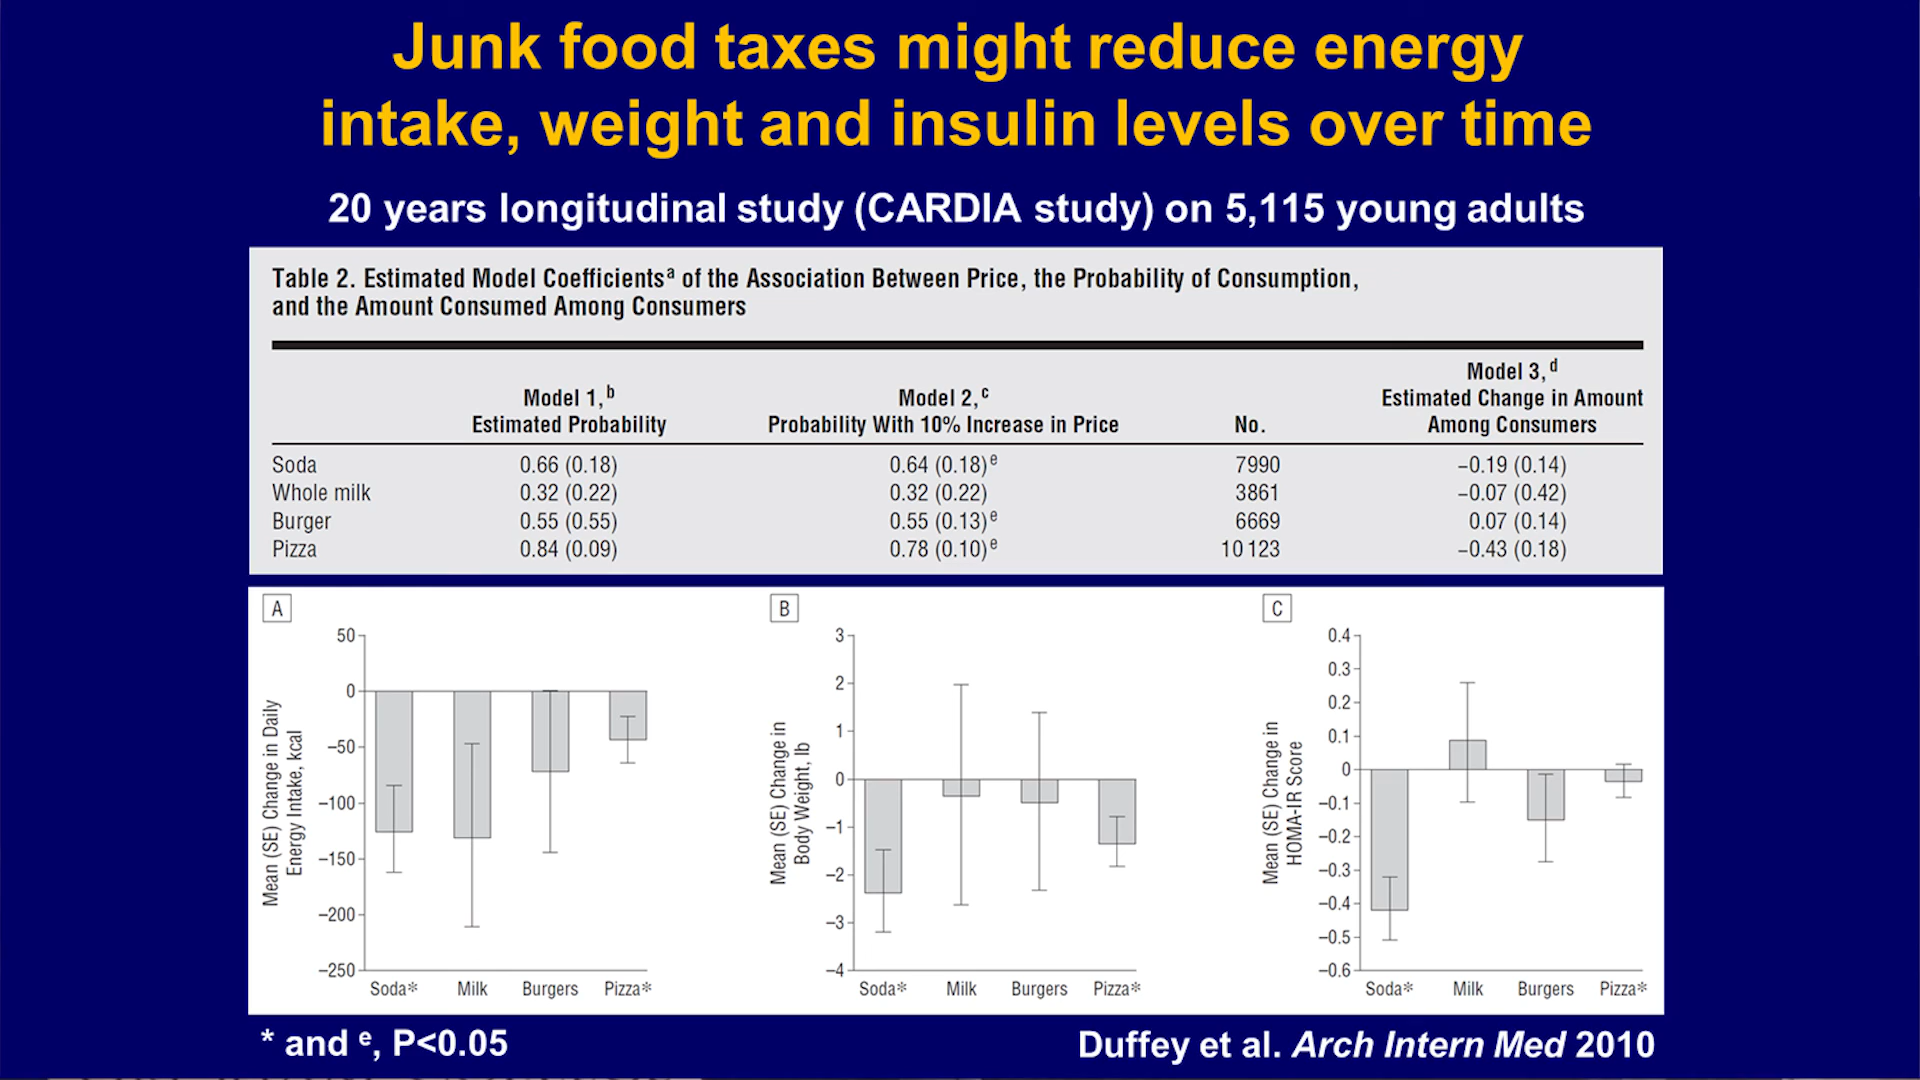 Junk food taxes might reduce energy
intake, weight and insulin levels over time
20 years longitudinal study (CARDIA study) on 5,115 young adults
Table 2. Estimated Model Coefficientsᵃ of the Association Between Price, the Probability of Consumption,
and the Amount Consumed Among Consumers
Model 1,ᵇ
Estimated Probability
Model 2,ᶜ
Probability With 10% Increase in Price
No.
Model 3,ᵈ
Estimated Change in Amount
Among Consumers
Soda 0.66 (0.18) 0.64 (0.18)ᵉ 7990 −0.19 (0.14)
Whole milk 0.32 (0.22) 0.32 (0.22) 3861 −0.07 (0.42)
Burger 0.55 (0.55) 0.55 (0.13)ᵉ 6669 0.07 (0.14)
Pizza 0.84 (0.09) 0.78 (0.10)ᵉ 10 123 −0.43 (0.18)
A
Mean (SE) Change in Daily
Energy Intake, kcal
50
0
−50
−100
−150
−200
−250
Soda* Milk Burgers Pizza*
B
Mean (SE) Change in
Body Weight, lb
3
2
1
0
−1
−2
−3
−4
Soda* Milk Burgers Pizza*
C
Mean (SE) Change in
HOMA-IR Score
0.4
0.3
0.2
0.1
0
−0.1
−0.2
−0.3
−0.4
−0.5
−0.6
Soda* Milk Burgers Pizza*
* and ᵉ, P<0.05
Duffey et al. Arch Intern Med 2010